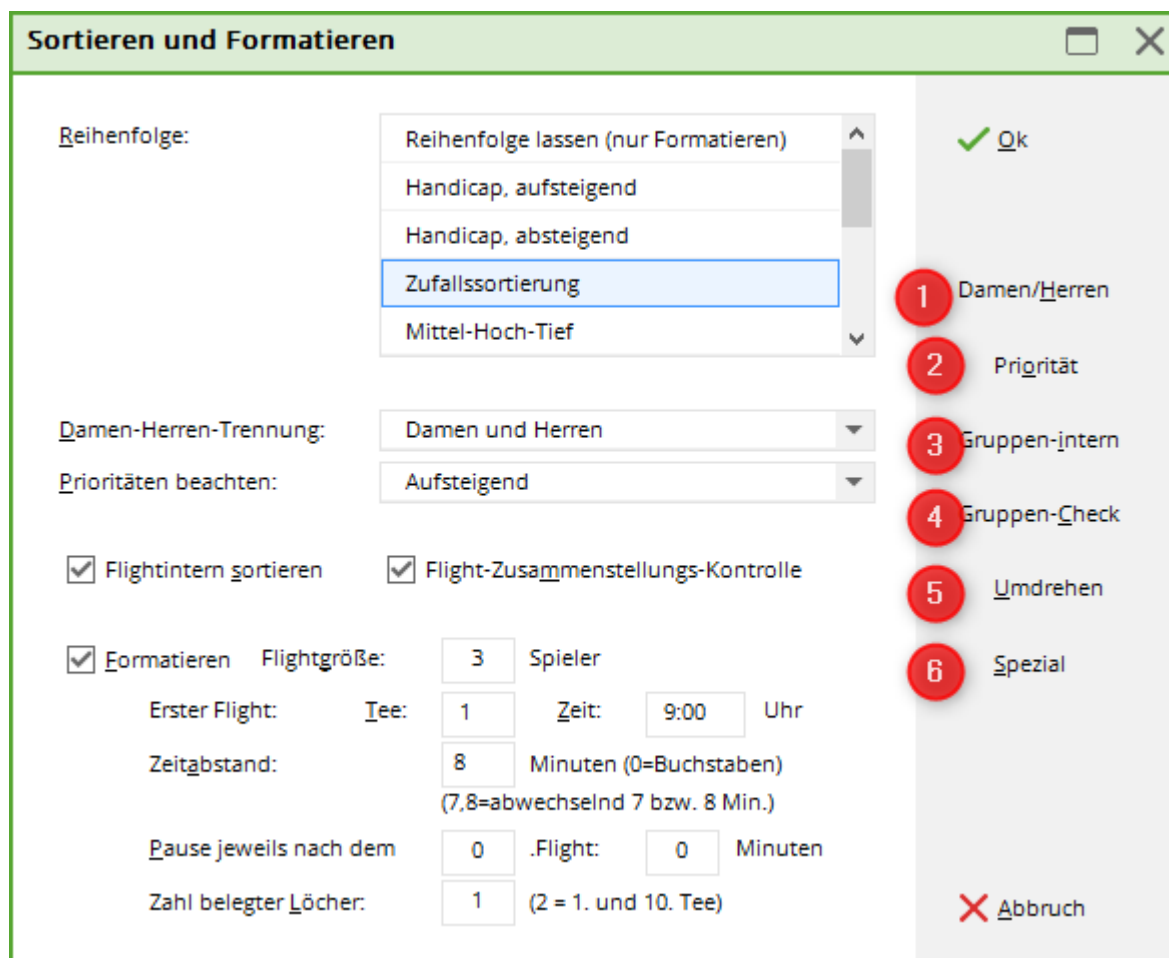 Sortieren und Formatieren
Reihenfolge:
Reihenfolge lassen (nur Formatieren)
Handicap, aufsteigend
Handicap, absteigend
Zufallssortierung
Mittel-Hoch-Tief
Ok
1 Damen/Herren
2 Priorität
3 Gruppen-intern
4 Gruppen-Check
5 Umdrehen
6 Spezial
Damen-Herren-Trennung: Damen und Herren
Prioritäten beachten: Aufsteigend
Flightintern sortieren Flight-Zusammenstellungs-Kontrolle
Formatieren Flightgröße: 3 Spieler
Erster Flight: Tee: 1 Zeit: 9:00 Uhr
Zeitabstand: 8 Minuten (0=Buchstaben)
(7,8=abwechselnd 7 bzw. 8 Min.)
Pause jeweils nach dem 0 .Flight: 0 Minuten
Zahl belegter Löcher: 1 (2 = 1. und 10. Tee)
Abbruch